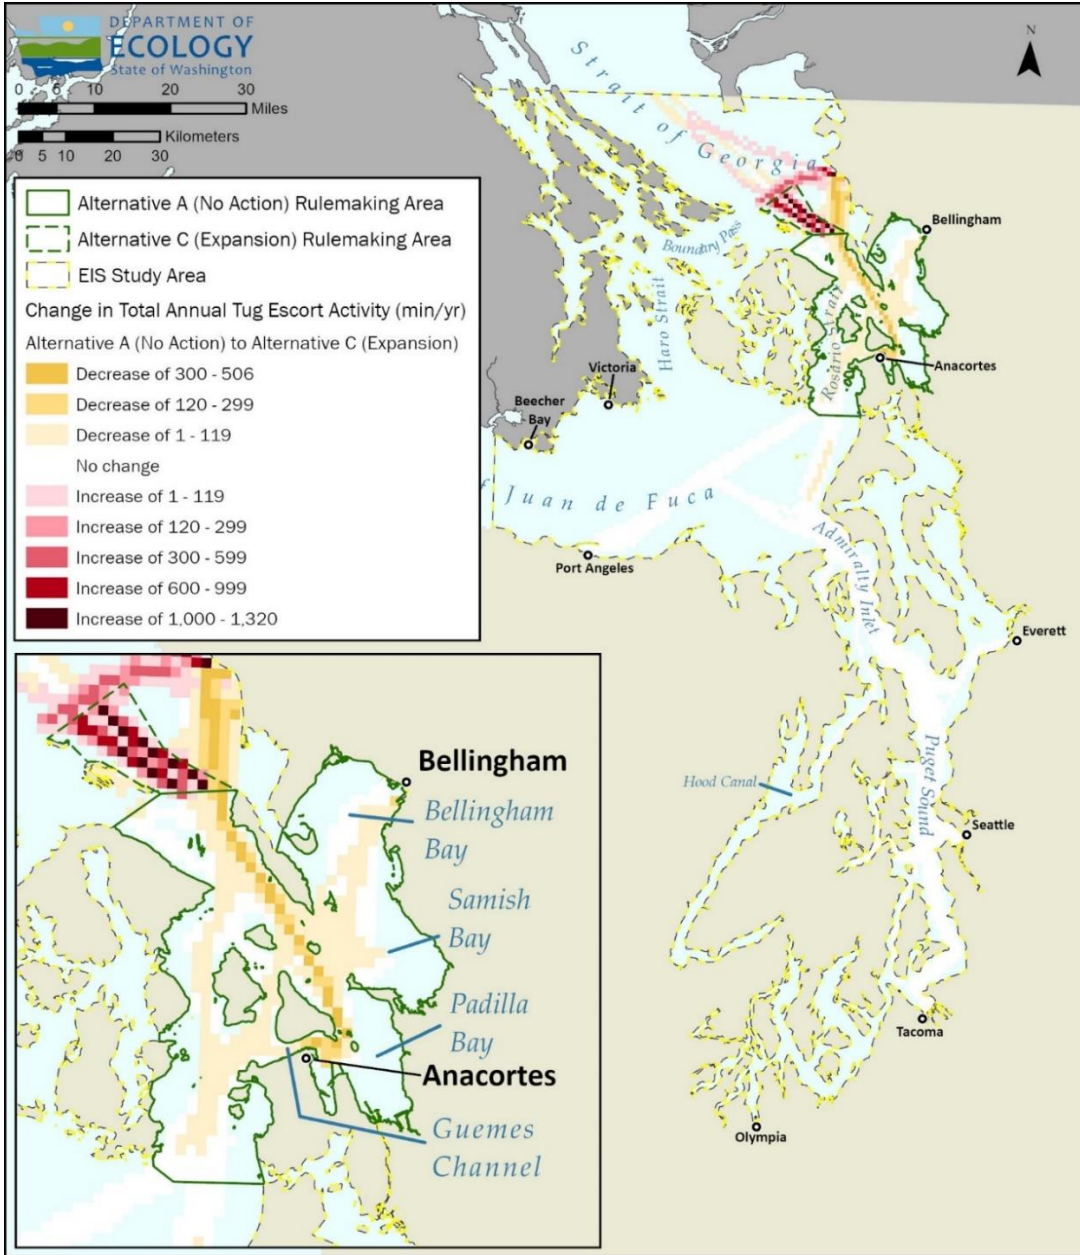 DEPARTMENT OF
ECOLOGY
State of Washington
0 5 10 20 30
Miles
Kilometers
0 5 10 20 30
N
Alternative A (No Action) Rulemaking Area
Alternative C (Expansion) Rulemaking Area
EIS Study Area
Change in Total Annual Tug Escort Activity (min/yr)
Alternative A (No Action) to Alternative C (Expansion)
Decrease of 300 - 506
Decrease of 120 - 299
Decrease of 1 - 119
No change
Increase of 1 - 119
Increase of 120 - 299
Increase of 300 - 599
Increase of 600 - 999
Increase of 1,000 - 1,320
Strait of Georgia
Bellingham
Boundary Pass
Haro Strait
Rosario Strait
Anacortes
Victoria
Beecher
Bay
f Juan de Fuca
Port Angeles
Admiralty Inlet
Everett
Puget Sound
Hood Canal
Seattle
Tacoma
Olympia
Bellingham
Bellingham
Bay
Samish
Bay
Padilla
Bay
Anacortes
Guemes
Channel